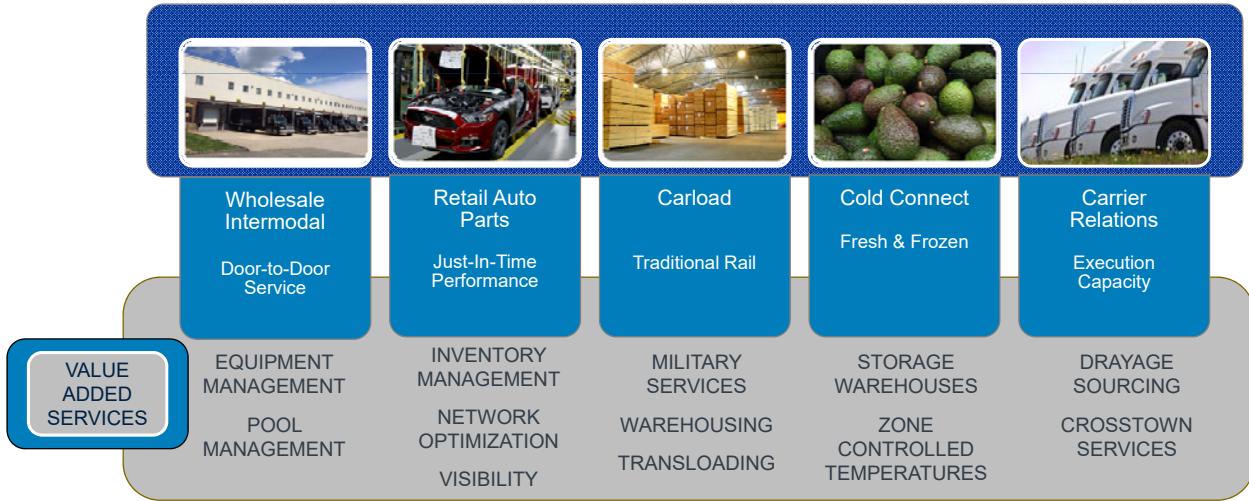 Wholesale
Intermodal
Door-to-Door
Service
Retail Auto
Parts
Just-In-Time
Performance
Carload
Traditional Rail
Cold Connect
Fresh & Frozen
Carrier
Relations
Execution
Capacity
VALUE
ADDED
SERVICES
EQUIPMENT
MANAGEMENT
POOL
MANAGEMENT
INVENTORY
MANAGEMENT
NETWORK
OPTIMIZATION
VISIBILITY
MILITARY
SERVICES
WAREHOUSING
TRANSLOADING
STORAGE
WAREHOUSES
ZONE
CONTROLLED
TEMPERATURES
DRAYAGE
SOURCING
CROSSTOWN
SERVICES